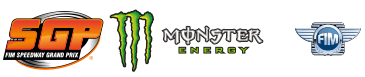 SGP
FIM SPEEDWAY GRAND PRIX
MONSTER
ENERGY
FIM